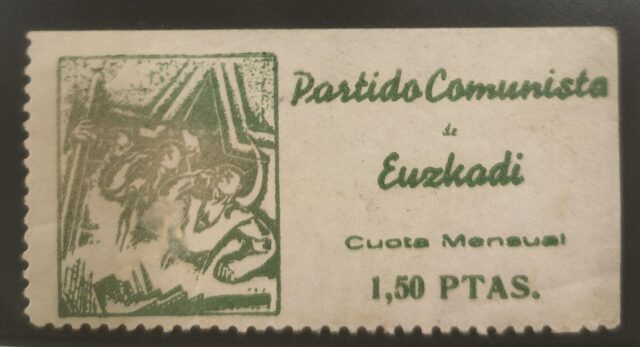 Partido Comunista
de
Euzkadi
Cuota Mensual
1,50 PTAS.